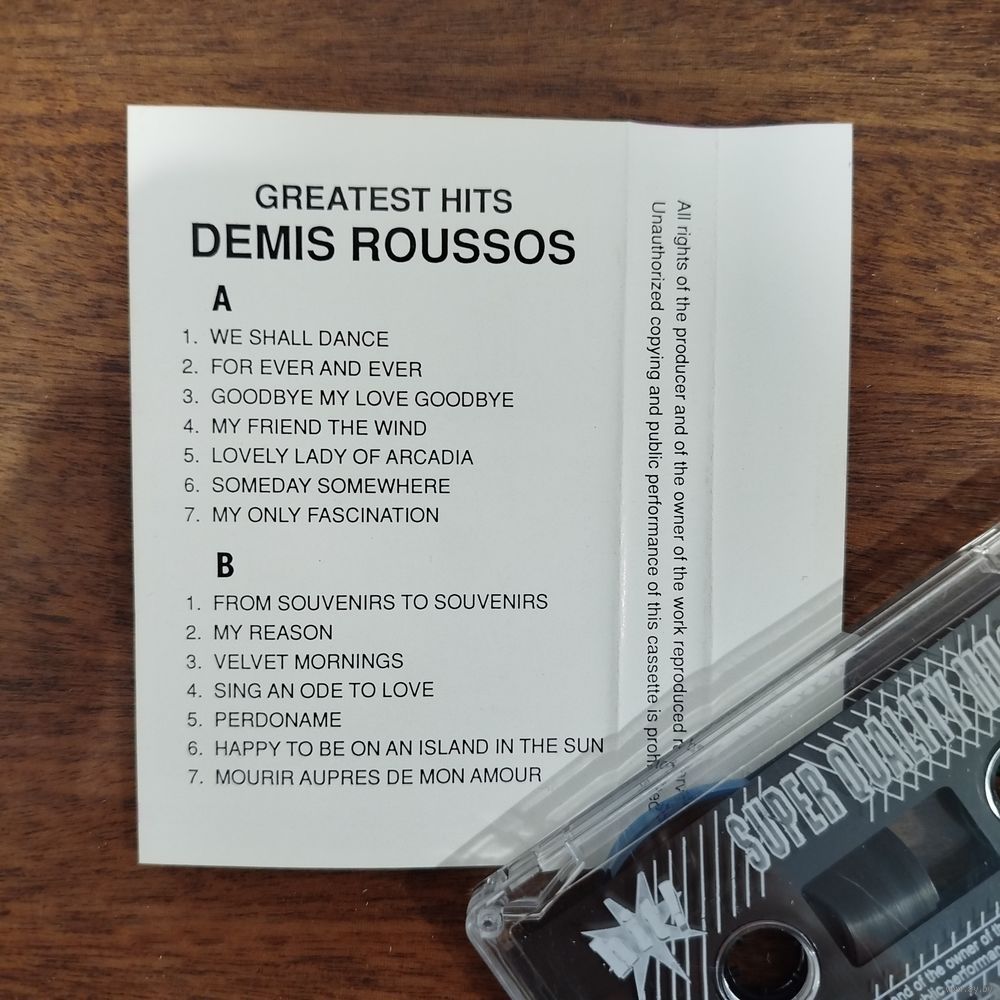 GREATEST HITS
DEMIS ROUSSOS
A
1. WE SHALL DANCE
2. FOR EVER AND EVER
3. GOODBYE MY LOVE GOODBYE
4. MY FRIEND THE WIND
5. LOVELY LADY OF ARCADIA
6. SOMEDAY SOMEWHERE
7. MY ONLY FASCINATION
B
1. FROM SOUVENIRS TO SOUVENIRS
2. MY REASON
3. VELVET MORNINGS
4. SING AN ODE TO LOVE
5. PERDONAME
6. HAPPY TO BE ON AN ISLAND IN THE SUN
7. MOURIR AUPRES DE MON AMOUR
All rights of the producer and of the owner of the work reproduced
Unauthorized copying and public performance of this cassette is
SUPER QUALITY
of the owner of